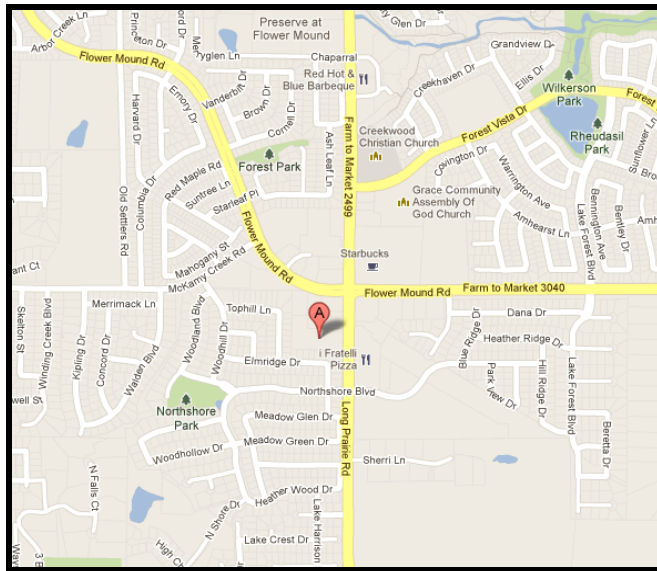 Arbor Creek Ln
Princeton Dr
Merryglen Ln
Preserve at
Flower Mound
Chaparral
Red Hot &
Blue Barbeque
Glen Dr
Grandview Dr
Creekhaven Dr
Ellis Dr
Wilkerson
Park
Forest
Flower Mound Rd
Vanderbilt Dr
Emory Dr
Brown Dr
Cornell Dr
Harvard Dr
Farm to Market 2499
Creekwood
Christian Church
Forest Vista Dr
Rheudasil
Park
Sunflower Ln
Old Settlers Rd
Columbia Dr
Red Maple Rd
Suntree Ln
Starleaf Pl
Forest Park
Ash Leaf Ln
Covington Dr
Warrington Ave
Grace Community
Assembly Of
God Church
Amherst Ln
Bennington Ave
Bentley Dr
Lake Forest Blvd
Mahogany St
McKamy Creek Rd
Flower Mound Rd
Starbucks
Flower Mound Rd
Farm to Market 3040
Merrimack Ln
Tophill Ln
A
Dana Dr
Skelton St
Winding Creek Blvd
Kipling Dr
Concord Dr
Walden Blvd
Woodland Blvd
Woodhill Dr
Elmridge Dr
i Fratelli
Pizza
Blue Ridge Dr
Heather Ridge Dr
Park View Dr
Hill Ridge Dr
Lake Forest Blvd
Beretta Dr
Northshore Blvd
Northshore
Park
Meadow Glen Dr
Long Prairie Rd
Meadow Green Dr
Woodhollow Dr
Sherri Ln
N Falls Ct
Heather Wood Dr
N Shore Dr
High Ct
Lake Crest Dr
Lake Harrison